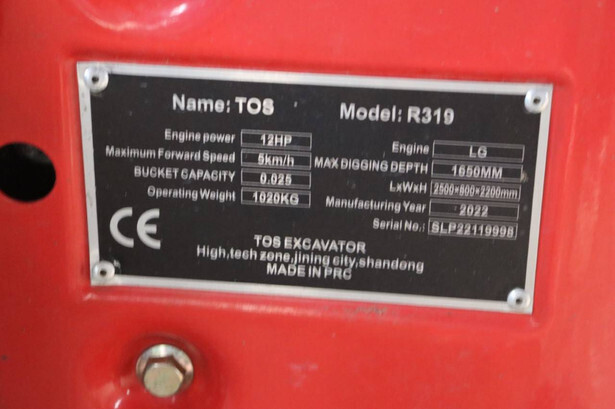 Name: TOS Model: R319
Engine power 12HP
Maximum Forward Speed 5km/h
BUCKET CAPACITY 0.025
Operating Weight 1020KG
Engine LG
MAX DIGGING DEPTH 1650MM
LxWxH 2500×800×2200mm
Manufacturing Year 2022
Serial No.: SLP22119998
CE
TOS EXCAVATOR
High,tech zone,jining city,shandong
MADE IN PRC